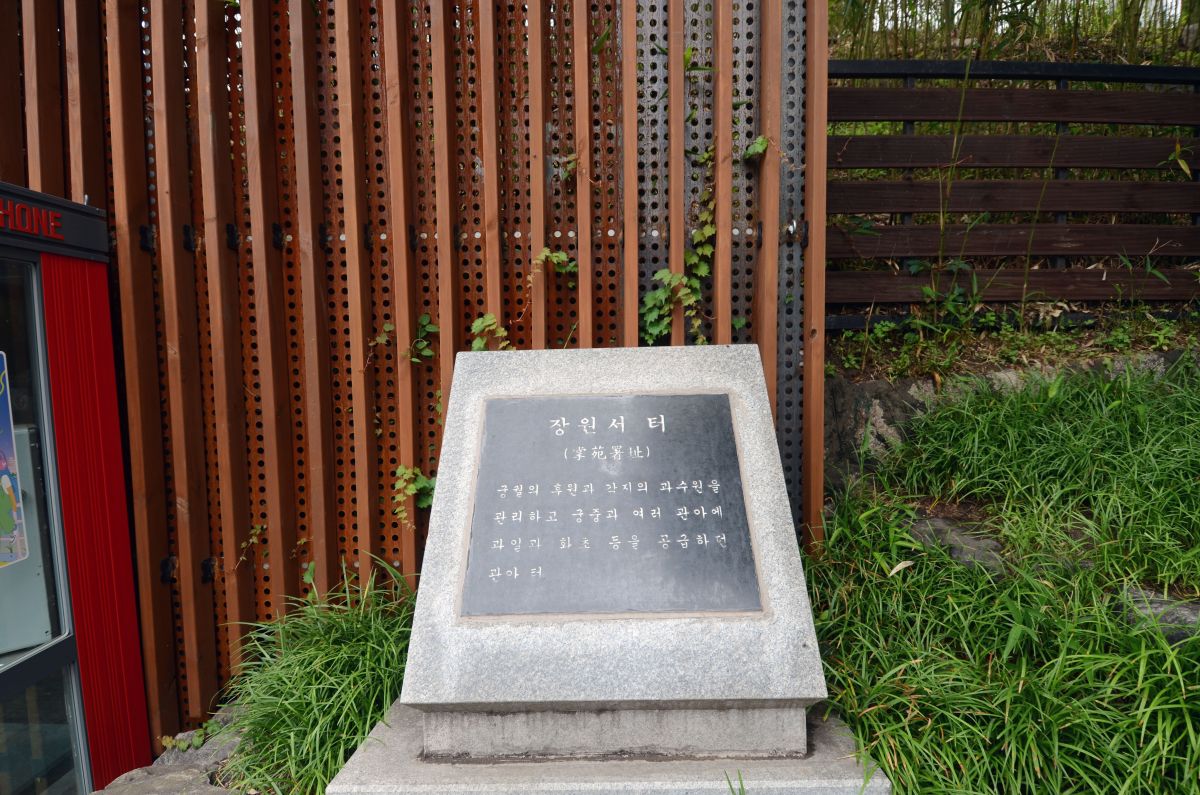 HONE
장원서 터
(掌苑署址)
궁궐의 후원과 각지의 과수원을
관리하고 궁중과 여러 관아에
과일과 화초 등을 공급하던
관아 터